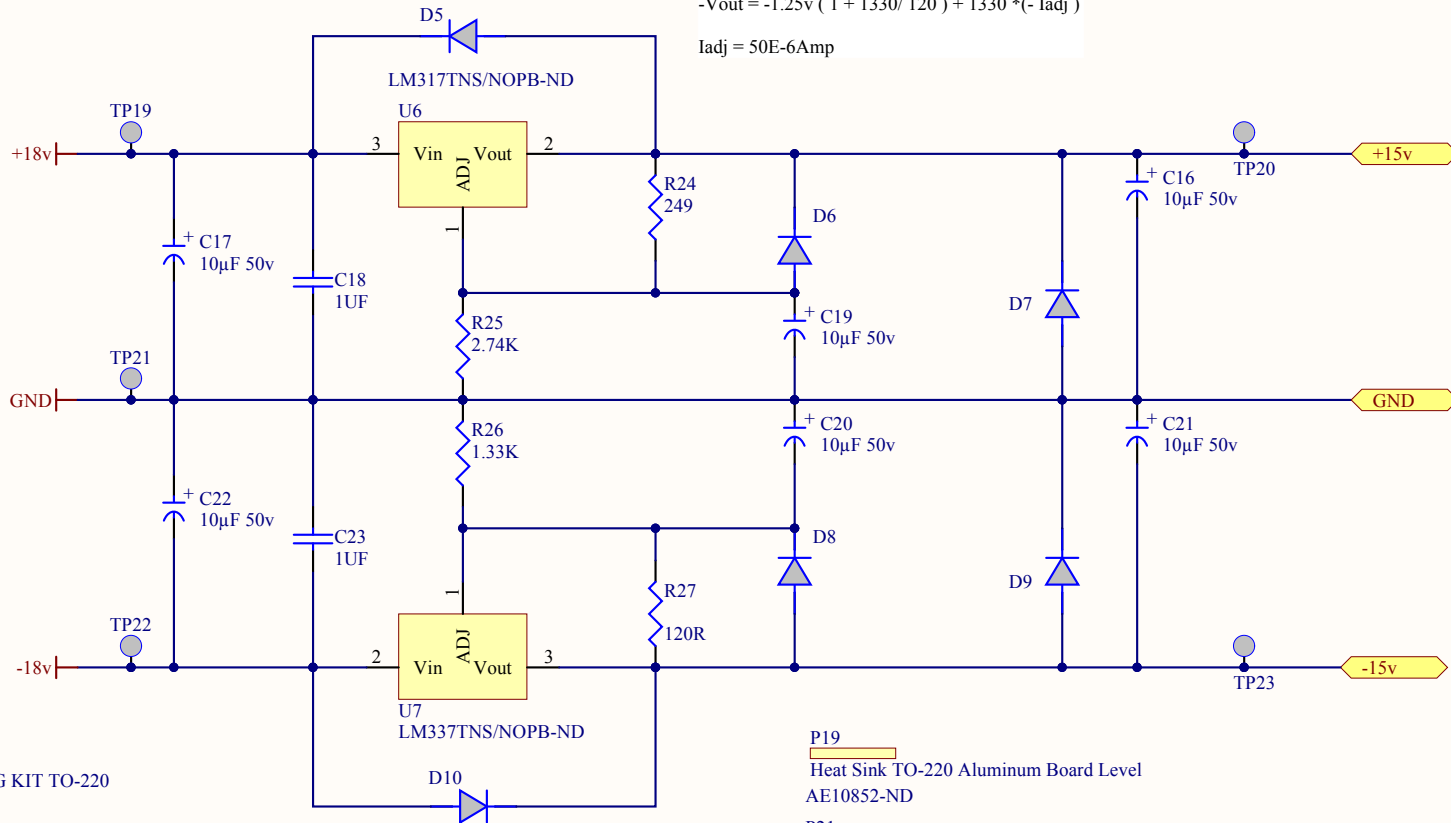 -Vout = -1.25v ( 1 + 1330/ 120 ) + 1330 *(- Iadj )
Iadj = 50E-6Amp
D5
LM317TNS/NOPB-ND
U6
TP19
+18v
3
Vin
ADJ
Vout
2
1
R24
249
D6
TP20
+15v
+
C16
10µF 50v
+
C17
10µF 50v
C18
1UF
R25
2.74K
+
C19
10µF 50v
D7
TP21
GND
GND
R26
1.33K
+
C20
10µF 50v
+
C21
10µF 50v
+
C22
10µF 50v
C23
1UF
D8
D9
R27
120R
1
TP22
-18v
2
Vin
ADJ
Vout
3
TP23
-15v
U7
LM337TNS/NOPB-ND
P19
Heat Sink TO-220 Aluminum Board Level
AE10852-ND
KIT TO-220
D10